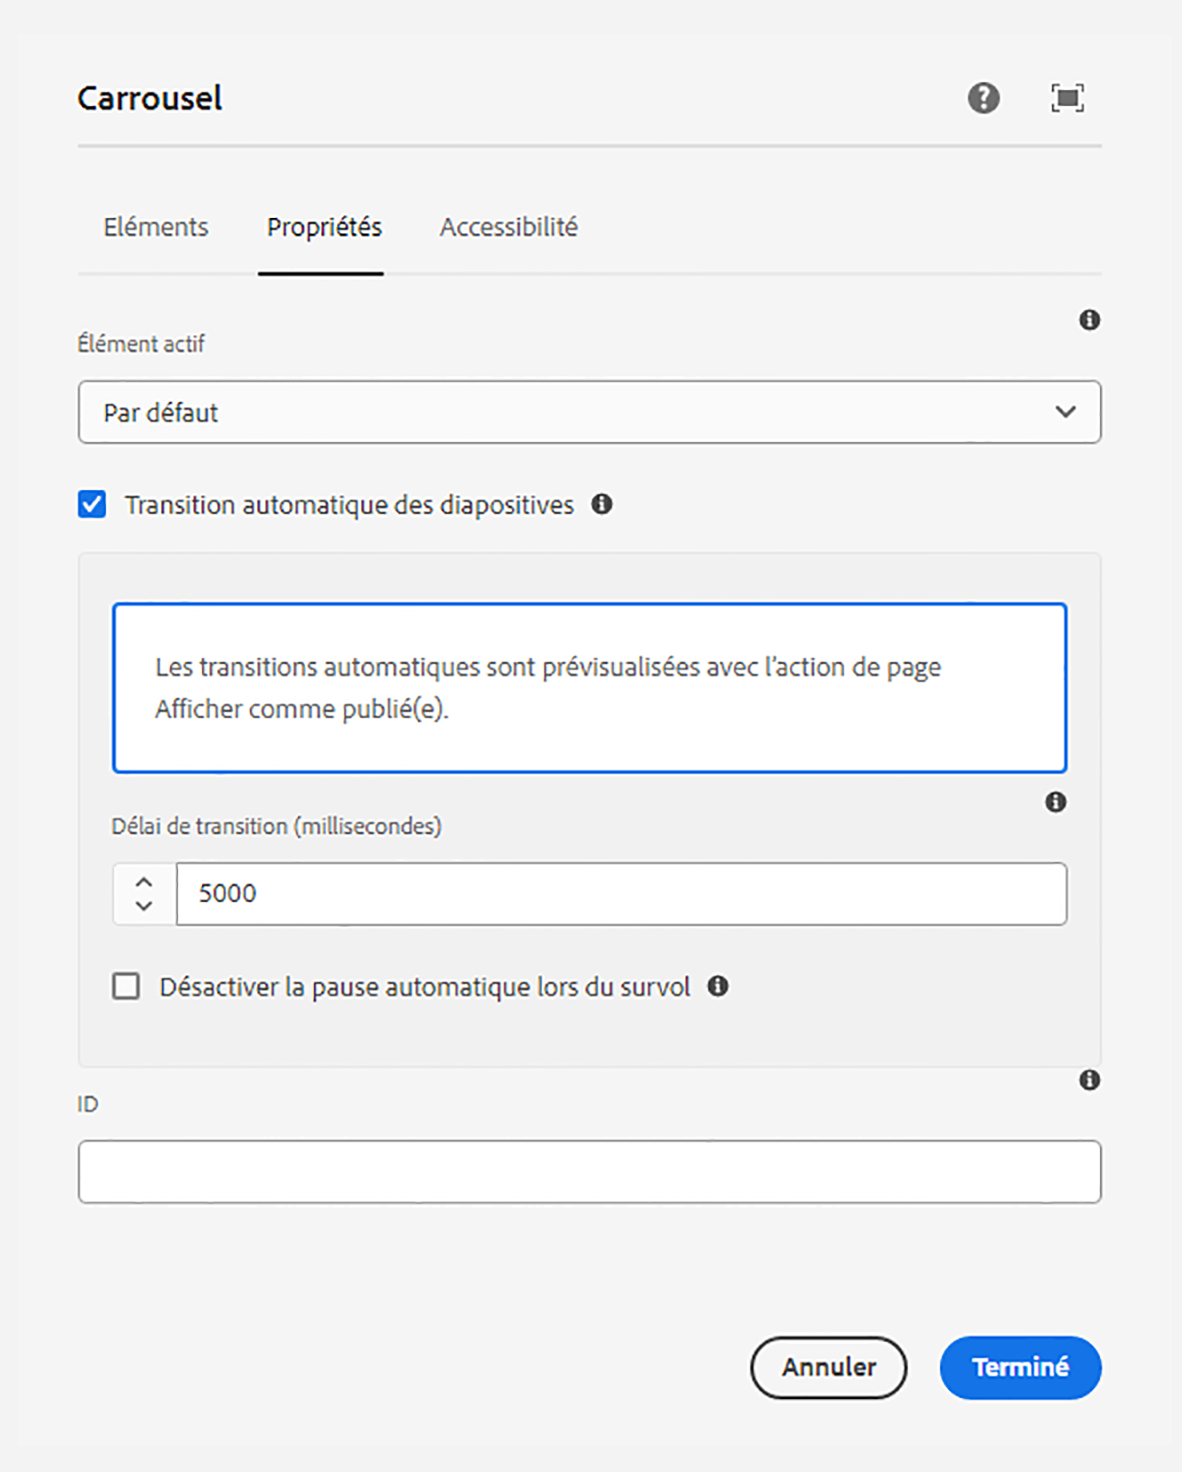 Carrousel
Eléments Propriétés Accessibilité
Élément actif
Par défaut
Transition automatique des diapositives
Les transitions automatiques sont prévisualisées avec l’action de page
Afficher comme publié(e).
Délai de transition (millisecondes)
5000
Désactiver la pause automatique lors du survol
ID
Annuler Terminé